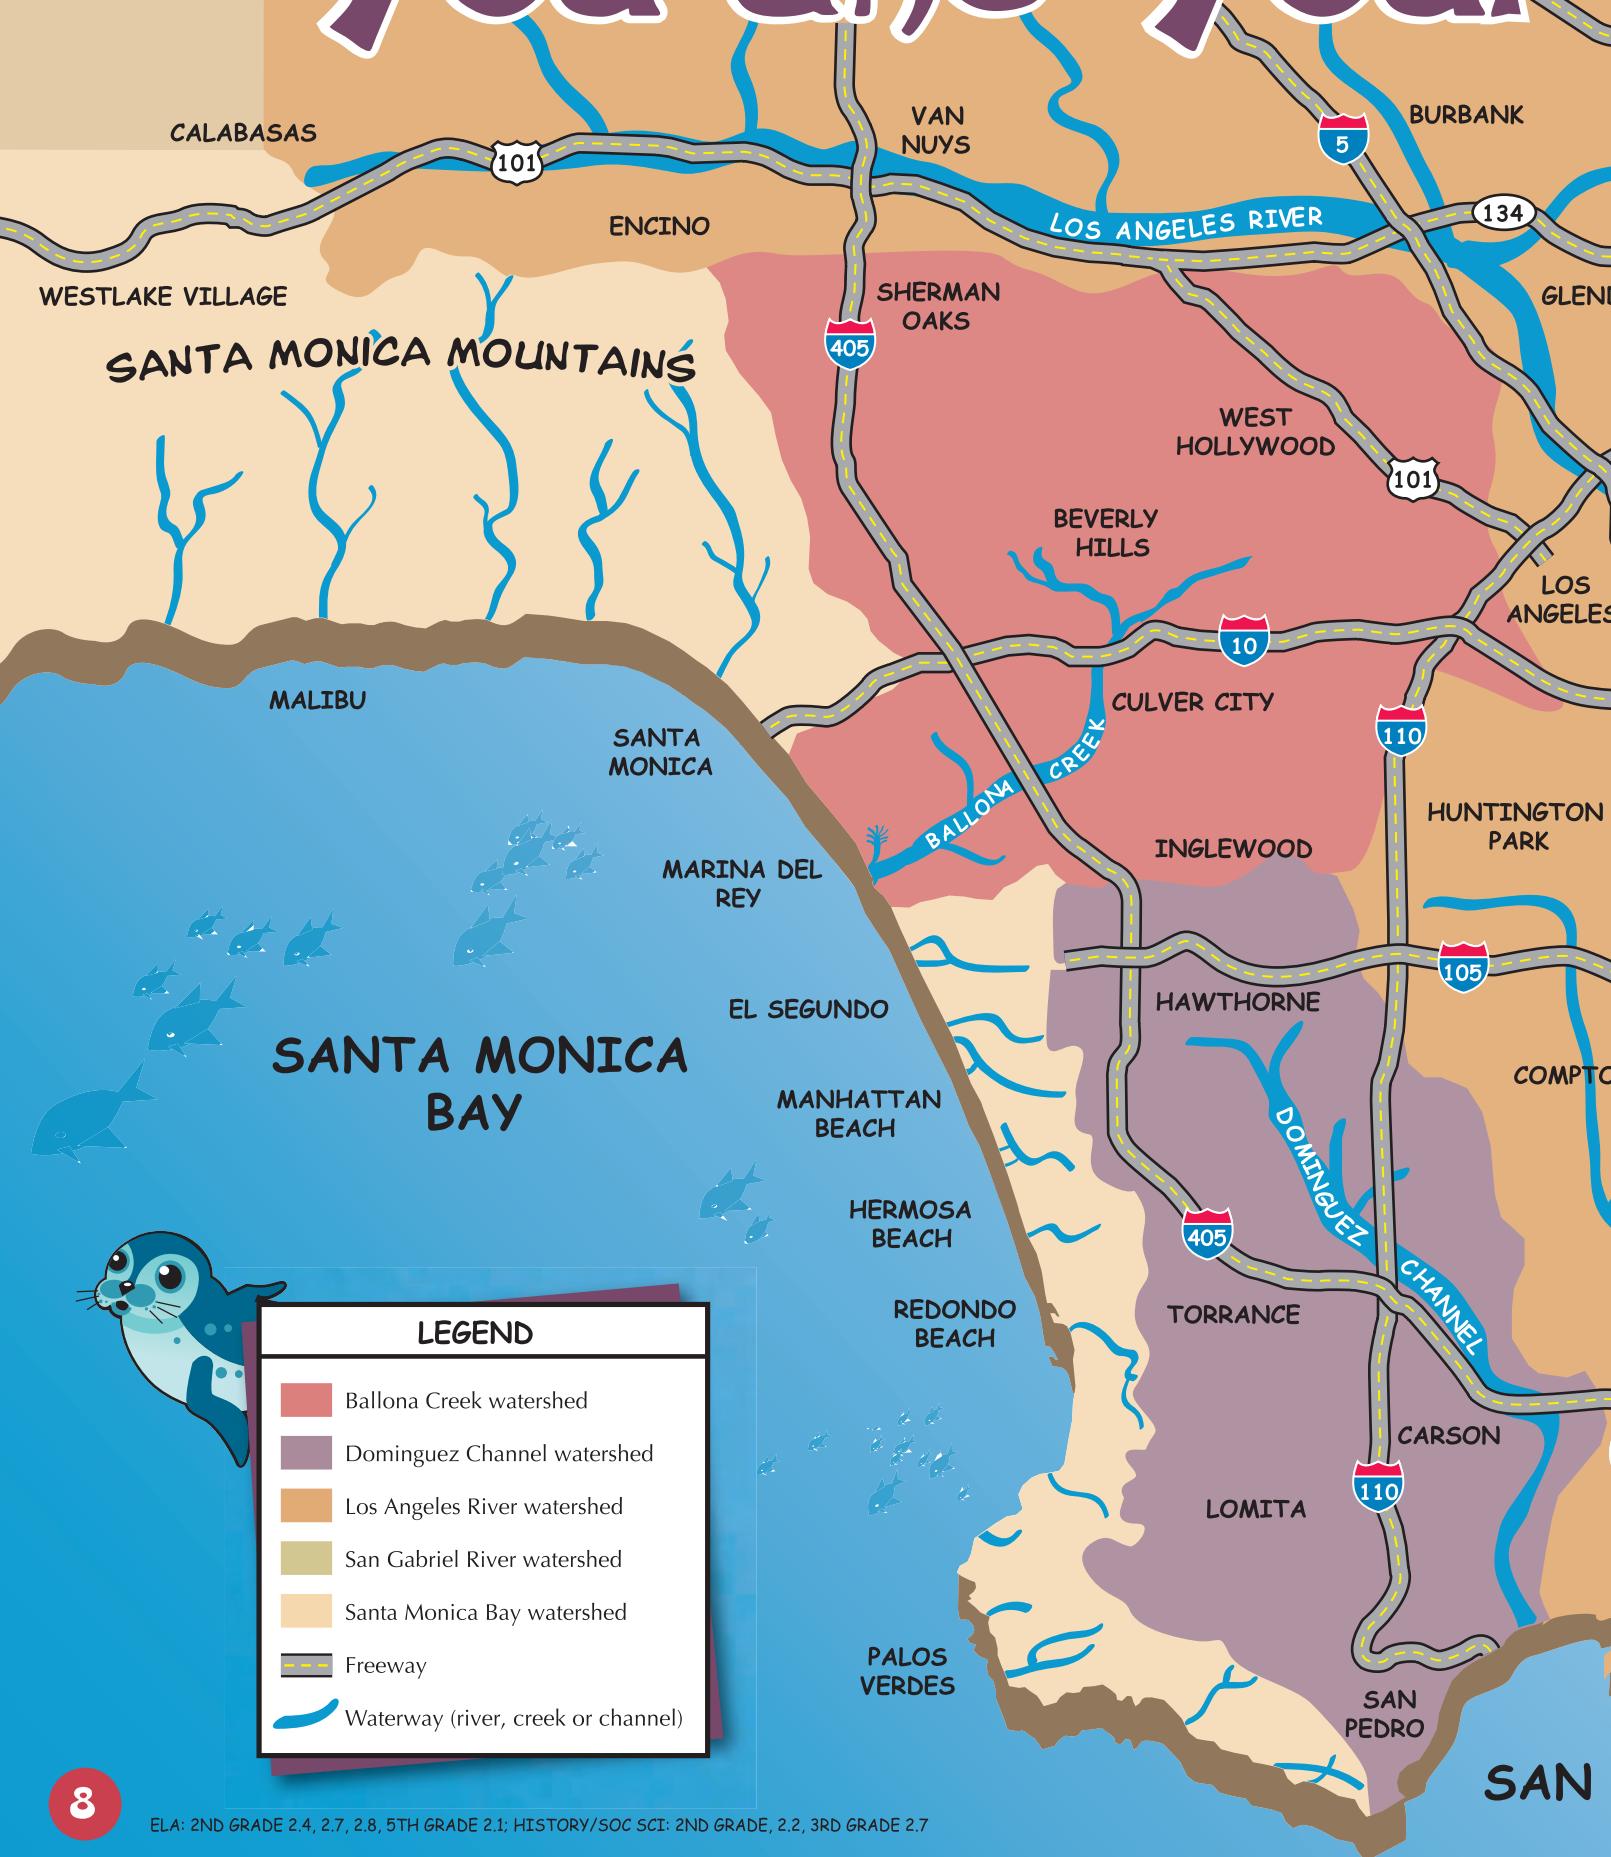 CALABASAS
101
VAN
NUYS
5
BURBANK
ENCINO
LOS ANGELES RIVER
134
WESTLAKE VILLAGE
SHERMAN
OAKS
GLEND
405
SANTA MONICA MOUNTAINS
WEST
HOLLYWOOD
101
BEVERLY
HILLS
LOS
ANGELES
10
MALIBU
CULVER CITY
SANTA
MONICA
110
BALLONA CREEK
HUNTINGTON
PARK
INGLEWOOD
MARINA DEL
REY
105
EL SEGUNDO
HAWTHORNE
SANTA MONICA
BAY
COMPTO
MANHATTAN
BEACH
DOMINGUEZ CHANNEL
HERMOSA
BEACH
405
REDONDO
BEACH
TORRANCE
CARSON
110
LOMITA
PALOS
VERDES
SAN
PEDRO
SAN
LEGEND
Ballona Creek watershed
Dominguez Channel watershed
Los Angeles River watershed
San Gabriel River watershed
Santa Monica Bay watershed
Freeway
Waterway (river, creek or channel)
8
ELA: 2ND GRADE 2.4, 2.7, 2.8, 5TH GRADE 2.1; HISTORY/SOC SCI: 2ND GRADE, 2.2, 3RD GRADE 2.7